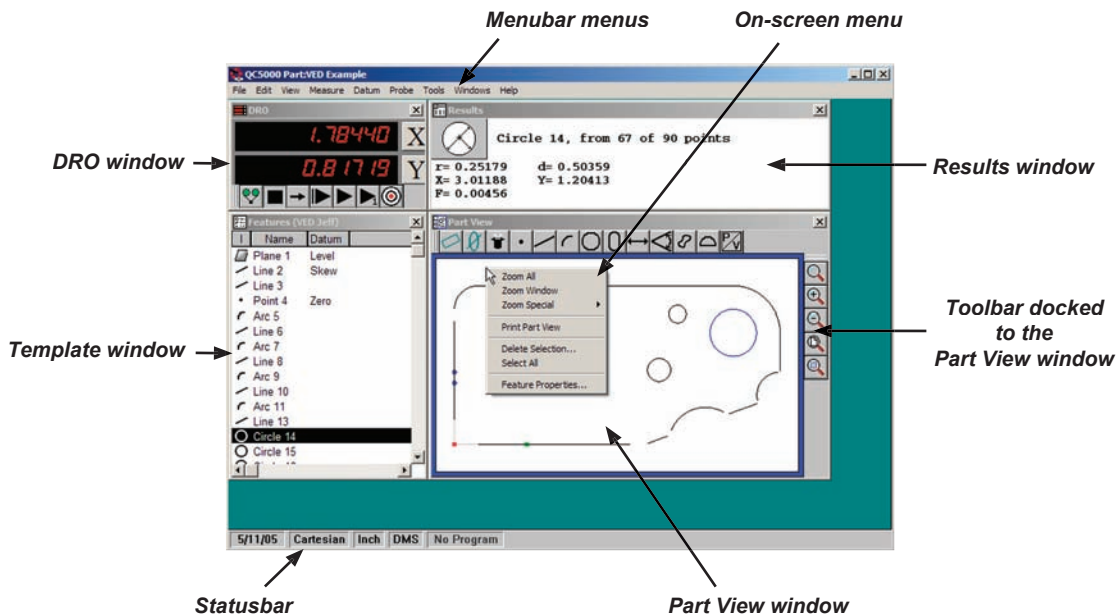 Menubar menus
On-screen menu
QC5000 Part:VED Example
File Edit View Measure Datum Probe Tools Windows Help
DRO
1.78440 X
0.81719 Y
1
Results
Circle 14, from 67 of 90 points
r= 0.25179 d= 0.50359
X= 3.01188 Y= 1.20413
F= 0.00456
DRO window
Results window
Features (VED Jeff)
I Name Datum
Plane 1 Level
Line 2 Skew
Line 3
Point 4 Zero
Arc 5
Line 6
Arc 7
Line 8
Arc 9
Line 10
Arc 11
Line 13
Circle 14
Circle 15
Template window
Part View
P/V
Zoom All
Zoom Window
Zoom Special
Print Part View
Delete Selection...
Select All
Feature Properties...
Toolbar docked
to the
Part View window
5/11/05 Cartesian Inch DMS No Program
Statusbar
Part View window